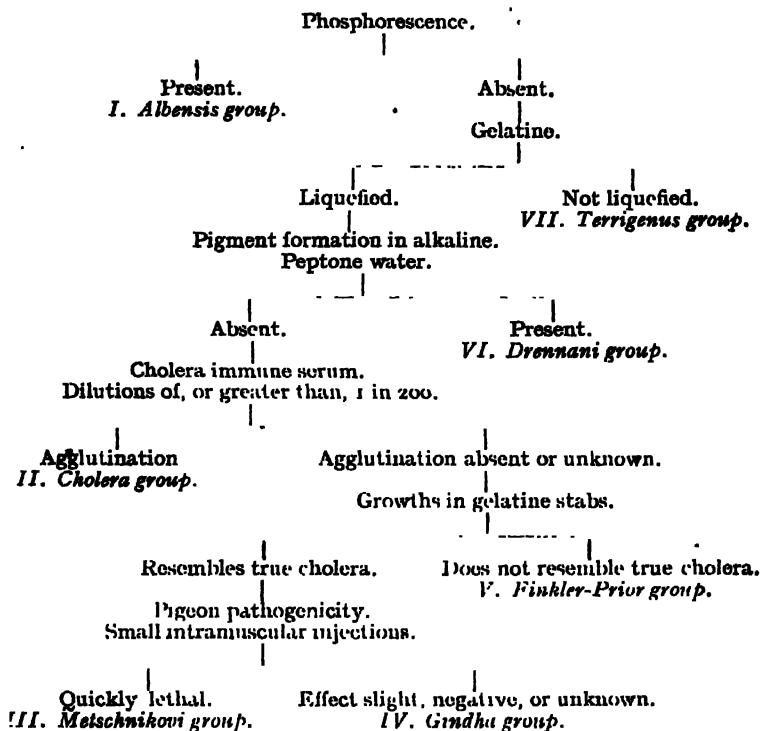 Phosphorescence.
Present. Absent.
I. Albensis group.
Gelatine.
Liquefied. Not liquefied.
VII. Terrigenus group.
Pigment formation in alkaline.
Peptone water.
Absent. Present.
VI. Drennani group.
Cholera immune serum.
Dilutions of, or greater than, 1 in 200.
Agglutination Agglutination absent or unknown.
II. Cholera group.
Growths in gelatine stabs.
Resembles true cholera. Does not resemble true cholera.
V. Finkler-Prior group.
Pigeon pathogenicity.
Small intramuscular injections.
Quickly lethal. Effect slight, negative, or unknown.
III. Metschnikovi group. IV. Gindha group.